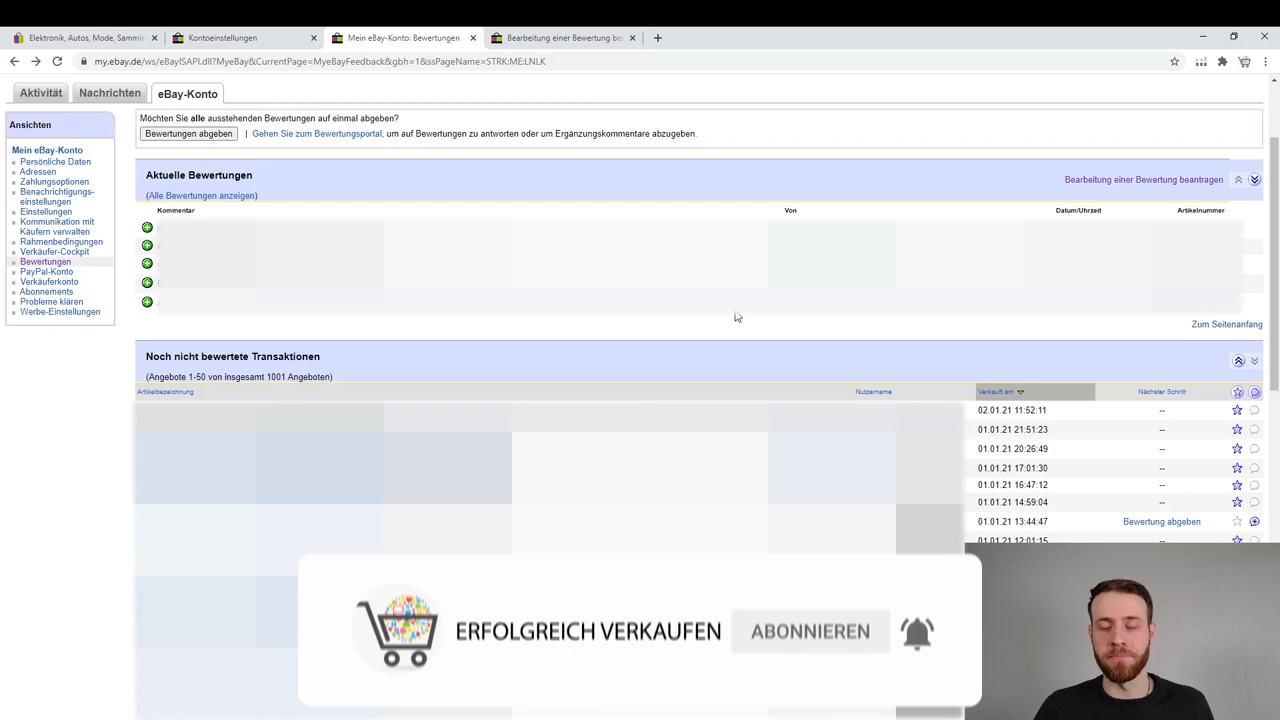 Elektronik, Autos, Mode, Sammle
Kontoeinstellungen
Mein eBay-Konto: Bewertungen
Bearbeitung einer Bewertung be
my.ebay.de/ws/eBayISAPI.dll?MyeBay&CurrentPage=MyeBayFeedback&gbh=1&ssPageName=STRK:ME:LNLK
Aktivität
Nachrichten
eBay-Konto
Ansichten
Mein eBay-Konto
Persönliche Daten
Adressen
Zahlungsoptionen
Benachrichtigungs-
einstellungen
Einstellungen
Kommunikation mit
Käufern verwalten
Rahmenbedingungen
Verkäufer-Cockpit
Bewertungen
PayPal-Konto
Verkäuferkonto
Abonnements
Probleme klären
Werbe-Einstellungen
Möchten Sie alle ausstehenden Bewertungen auf einmal abgeben?
Bewertungen abgeben | Gehen Sie zum Bewertungsportal, um auf Bewertungen zu antworten oder um Ergänzungskommentare abzugeben.
Aktuelle Bewertungen
Bearbeitung einer Bewertung beantragen
(Alle Bewertungen anzeigen)
Kommentar Von Datum/Uhrzeit Artikelnummer
Zum Seitenanfang
Noch nicht bewertete Transaktionen
(Angebote 1-50 von insgesamt 1001 Angeboten)
Artikelbezeichnung Nutzername Verkauft am Nächster Schritt
02.01.21 11:52:11 --
01.01.21 21:51:23 --
01.01.21 20:26:49 --
01.01.21 17:01:30 --
01.01.21 16:47:12 --
01.01.21 14:59:04 --
01.01.21 13:44:47 Bewertung abgeben
01.01.21 12:01:15 --
ERFOLGREICH VERKAUFEN
ABONNIEREN